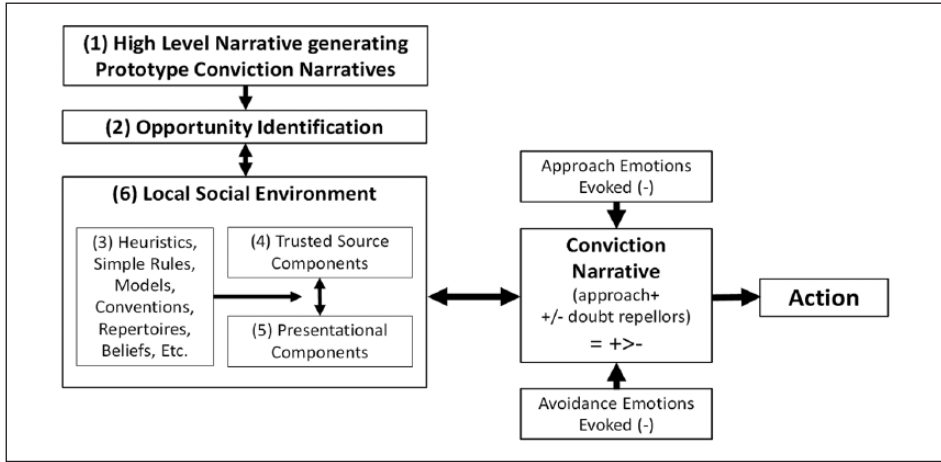 (1) High Level Narrative generating
Prototype Conviction Narratives
(2) Opportunity Identification
(6) Local Social Environment
(3) Heuristics,
Simple Rules,
Models,
Conventions,
Repertoires,
Beliefs, Etc.
(4) Trusted Source
Components
(5) Presentational
Components
Approach Emotions
Evoked (-)
Conviction
Narrative
(approach+
+/- doubt repellors)
= +>-
Avoidance Emotions
Evoked (-)
Action